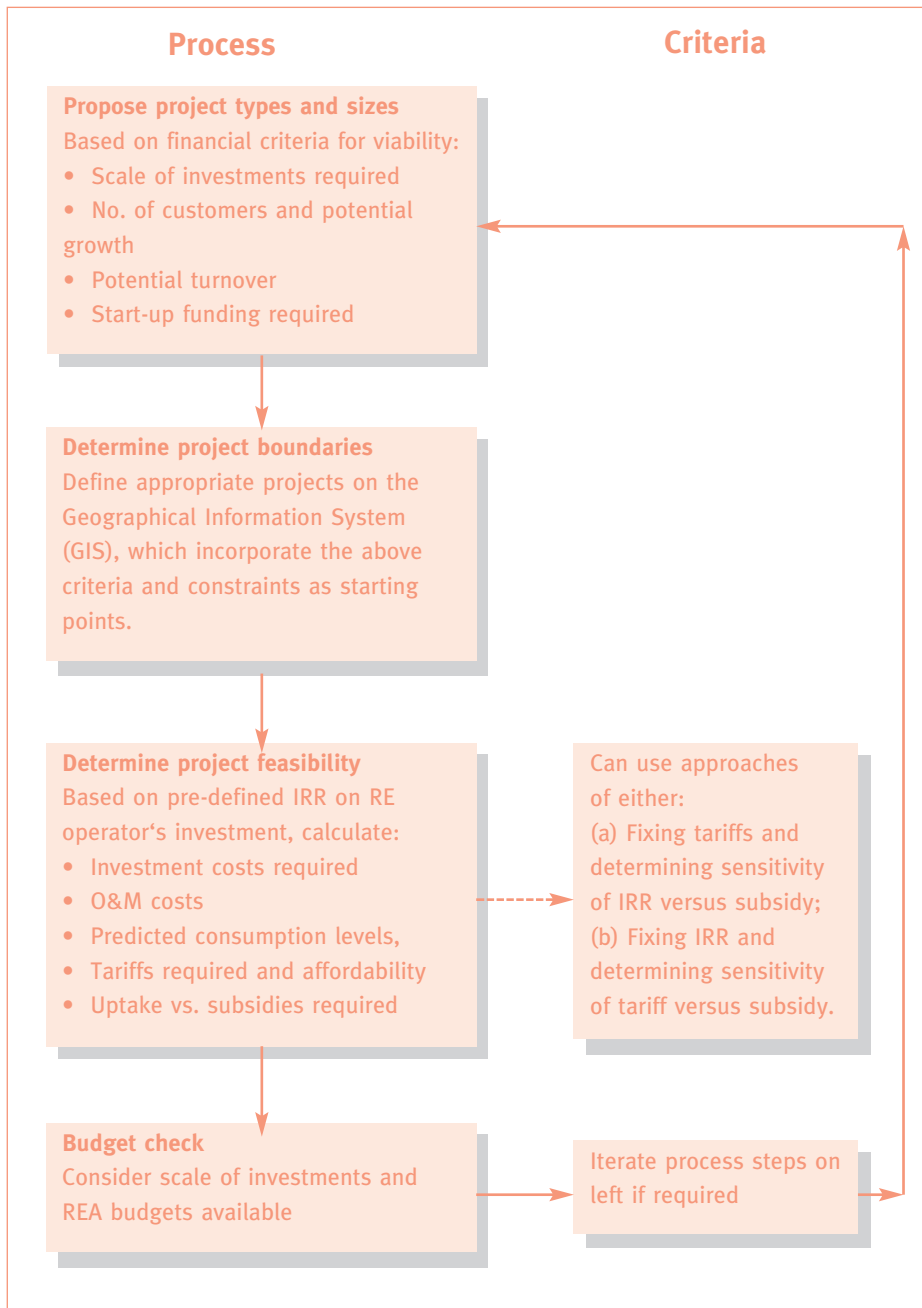 Process
Criteria
Propose project types and sizes
Based on financial criteria for viability:
• Scale of investments required
• No. of customers and potential
growth
• Potential turnover
• Start-up funding required
Determine project boundaries
Define appropriate projects on the
Geographical Information System
(GIS), which incorporate the above
criteria and constraints as starting
points.
Determine project feasibility
Based on pre-defined IRR on RE
operator‘s investment, calculate:
• Investment costs required
• O&M costs
• Predicted consumption levels,
• Tariffs required and affordability
• Uptake vs. subsidies required
Can use approaches
of either:
(a) Fixing tariffs and
determining sensitivity
of IRR versus subsidy;
(b) Fixing IRR and
determining sensitivity
of tariff versus subsidy.
Budget check
Consider scale of investments and
REA budgets available
Iterate process steps on
left if required